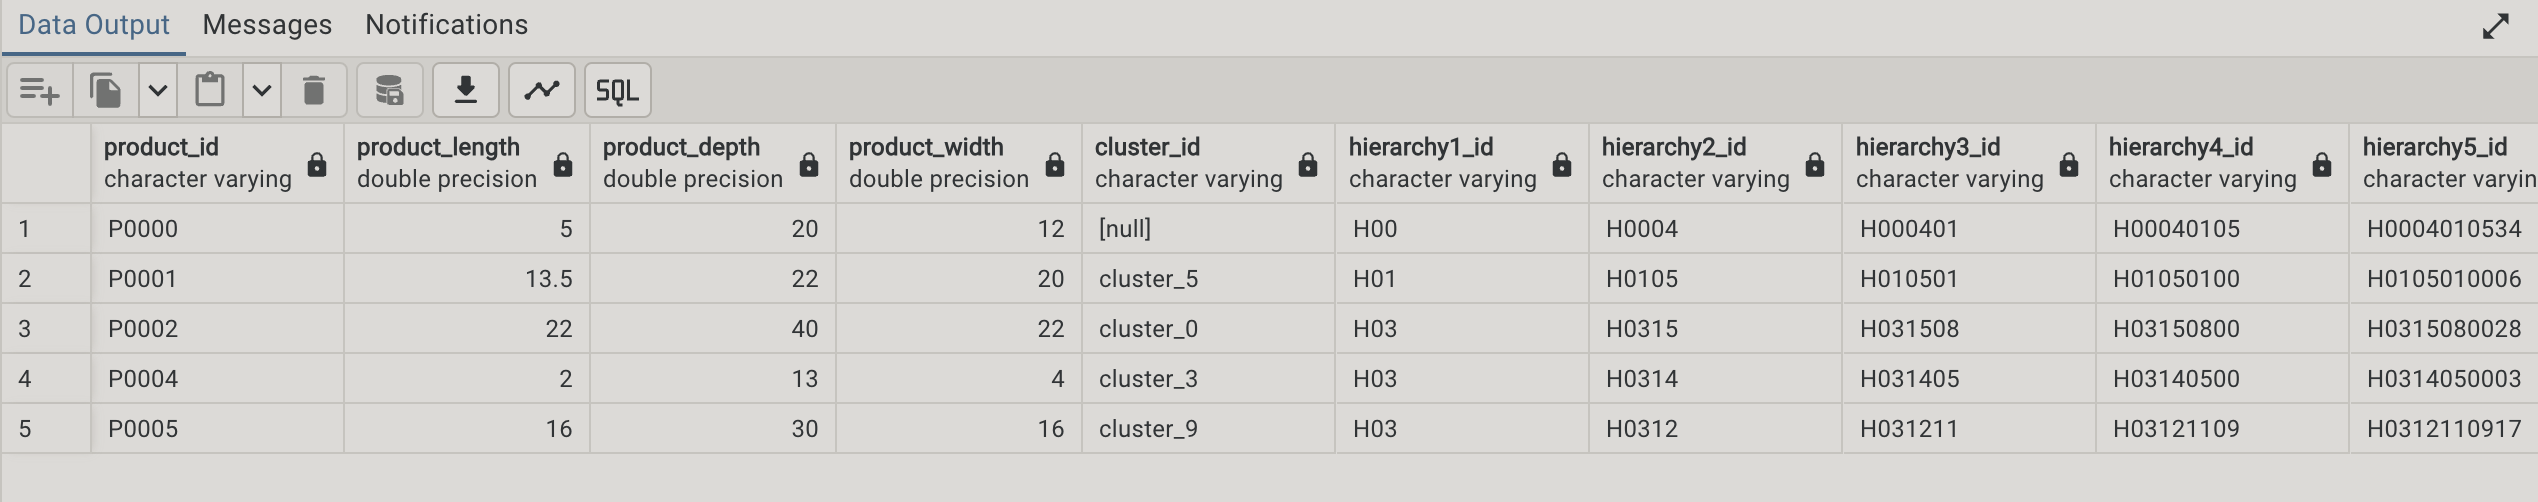 Data Output Messages Notifications
SQL
product_id product_length product_depth product_width cluster_id hierarchy1_id hierarchy2_id hierarchy3_id hierarchy4_id hierarchy5_id
character varying double precision double precision double precision character varying character varying character varying character varying character varying character varyin
1 P0000 5 20 12 [null] H00 H0004 H000401 H00040105 H0004010534
2 P0001 13.5 22 20 cluster_5 H01 H0105 H010501 H01050100 H0105010006
3 P0002 22 40 22 cluster_0 H03 H0315 H031508 H03150800 H0315080028
4 P0004 2 13 4 cluster_3 H03 H0314 H031405 H03140500 H0314050003
5 P0005 16 30 16 cluster_9 H03 H0312 H031211 H03121109 H0312110917